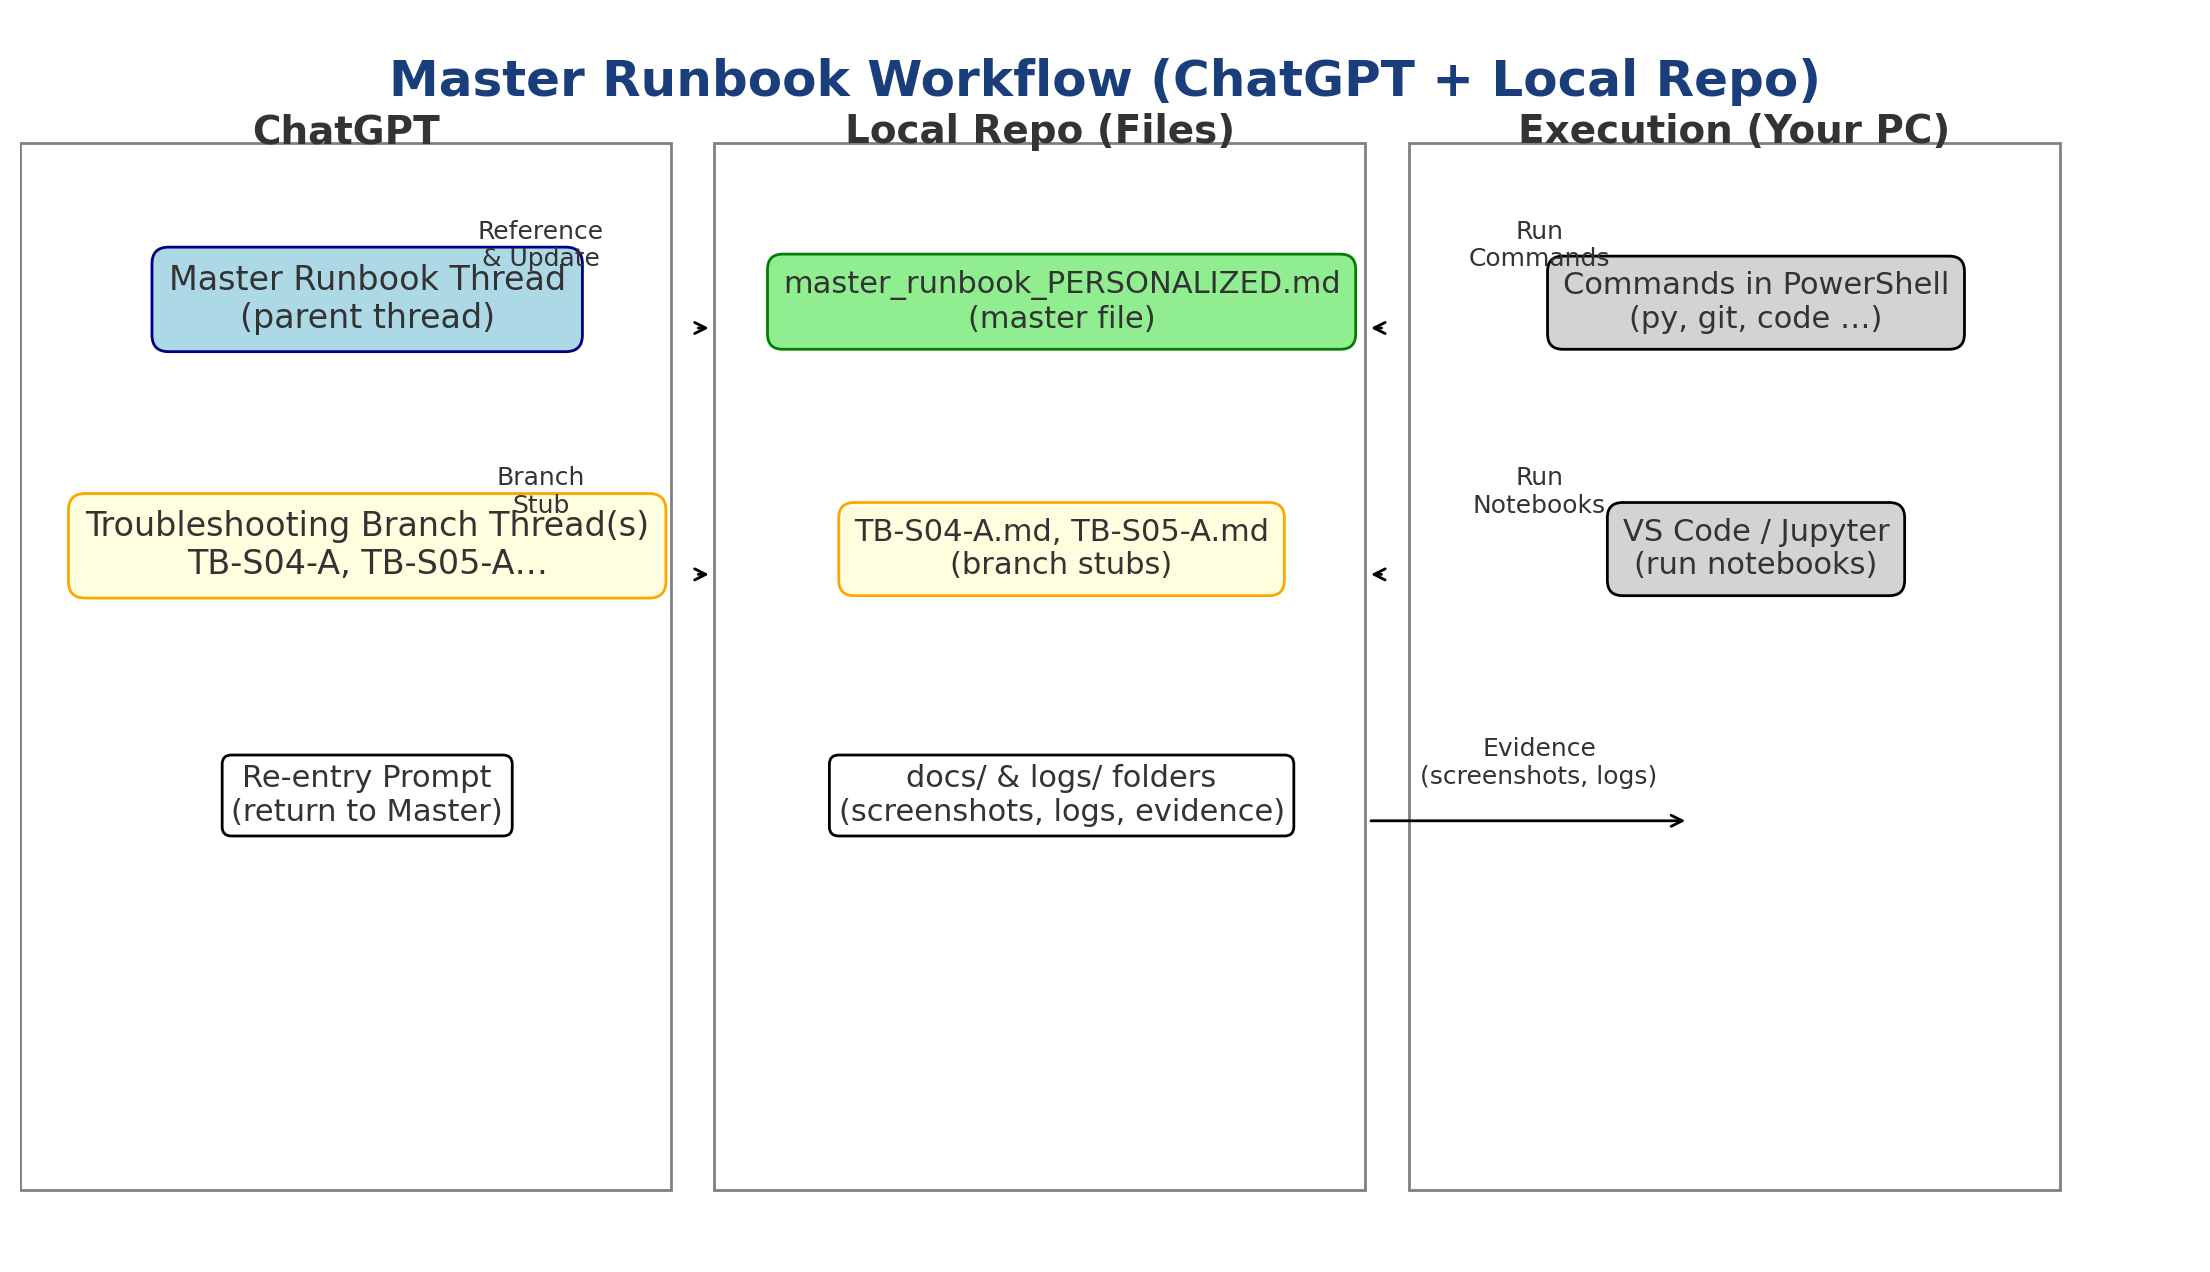 Master Runbook Workflow (ChatGPT + Local Repo)
ChatGPT
Reference
& Update
Master Runbook Thread
(parent thread)
Branch
Stub
Troubleshooting Branch Thread(s)
TB-S04-A, TB-S05-A...
Re-entry Prompt
(return to Master)
Local Repo (Files)
master_runbook_PERSONALIZED.md
(master file)
TB-S04-A.md, TB-S05-A.md
(branch stubs)
docs/ & logs/ folders
(screenshots, logs, evidence)
Execution (Your PC)
Run
Commands
Commands in PowerShell
(py, git, code ...)
Run
Notebooks
VS Code / Jupyter
(run notebooks)
Evidence
(screenshots, logs)